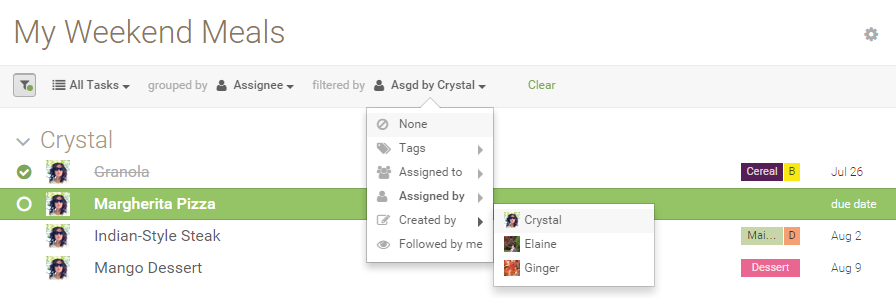 My Weekend Meals
All Tasks grouped by Assignee filtered by Asgd by Crystal Clear
None
Tags
Assigned to
Assigned by
Created by
Followed by me
Crystal
Elaine
Ginger
Crystal
Granola Cereal B Jul 26
Margherita Pizza due date
Indian-Style Steak Mai... D Aug 2
Mango Dessert Dessert Aug 9